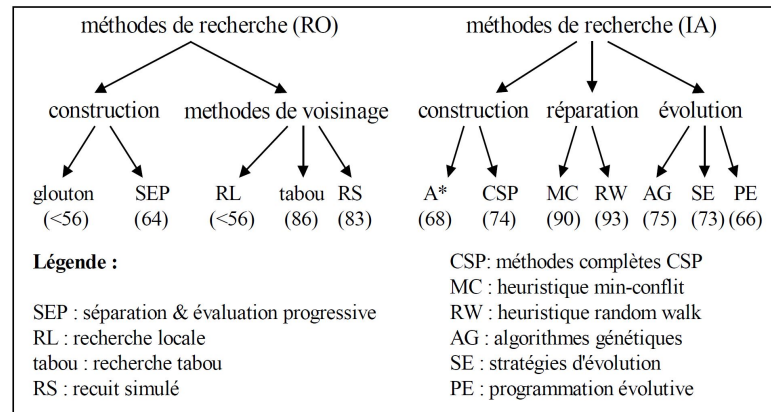 méthodes de recherche (RO)
méthodes de recherche (IA)
construction methodes de voisinage
construction réparation évolution
glouton SEP RL tabou RS
(<56) (64) (<56) (86) (83)
A* CSP MC RW AG SE PE
(68) (74) (90) (93) (75) (73) (66)
Légende :
SEP : séparation & évaluation progressive
RL : recherche locale
tabou : recherche tabou
RS : recuit simulé
CSP: méthodes complètes CSP
MC : heuristique min-conflit
RW : heuristique random walk
AG : algorithmes génétiques
SE : stratégies d'évolution
PE : programmation évolutive